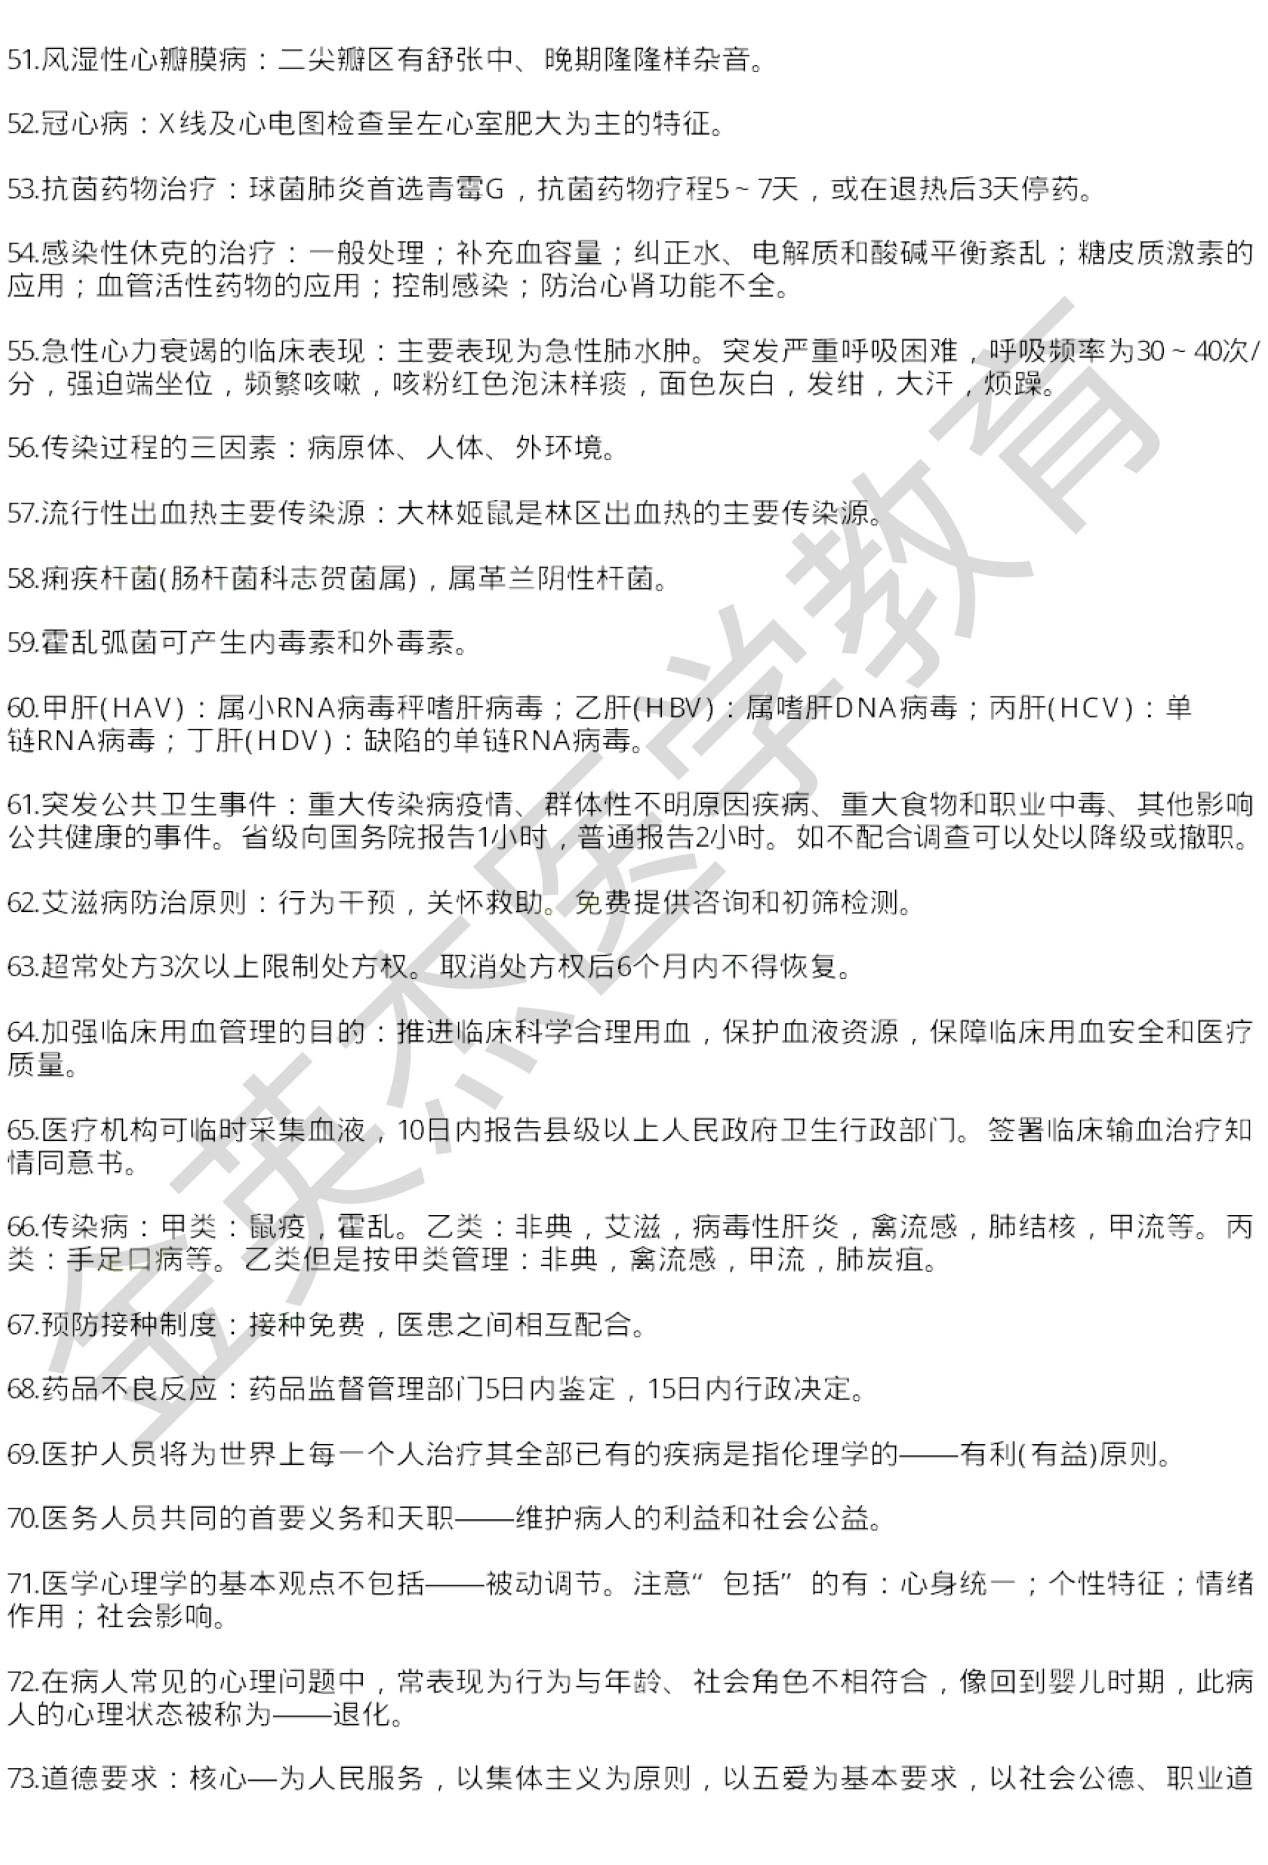 51.风湿性心瓣膜病：二尖瓣区有舒张中、晚期隆隆样杂音。
52.冠心病：X线及心电图检查呈左心室肥大为主的特征。
53.抗菌药物治疗：球菌肺炎首选青霉G，抗菌药物疗程5～7天，或在退热后3天停药。
54.感染性休克的治疗：一般处理；补充血容量；纠正水、电解质和酸碱平衡紊乱；糖皮质激素的
应用；血管活性药物的应用；控制感染；防治心肾功能不全。
55.急性心力衰竭的临床表现：主要表现为急性肺水肿。突发严重呼吸困难，呼吸频率为30～40次/
分，强迫端坐位，频繁咳嗽，咳粉红色泡沫样痰，面色灰白，发绀，大汗，烦躁。
56.传染过程的三因素：病原体、人体、外环境。
57.流行性出血热主要传染源：大林姬鼠是林区出血热的主要传染源。
58.痢疾杆菌(肠杆菌科志贺菌属)，属革兰阴性杆菌。
59.霍乱弧菌可产生内毒素和外毒素。
60.甲肝(HAV)：属小RNA病毒秤嗜肝病毒；乙肝(HBV)：属嗜肝DNA病毒；丙肝(HCV)：单
链RNA病毒；丁肝(HDV)：缺陷的单链RNA病毒。
61.突发公共卫生事件：重大传染病疫情、群体性不明原因疾病、重大食物和职业中毒、其他影响
公共健康的事件。省级向国务院报告1小时，普通报告2小时。如不配合调查可以处以降级或撤职。
62.艾滋病防治原则：行为干预，关怀救助。免费提供咨询和初筛检测。
63.超常处方3次以上限制处方权。取消处方权后6个月内不得恢复。
64.加强临床用血管理的目的：推进临床科学合理用血，保护血液资源，保障临床用血安全和医疗
质量。
65.医疗机构可临时采集血液，10日内报告县级以上人民政府卫生行政部门。签署临床输血治疗知
情同意书。
66.传染病：甲类：鼠疫，霍乱。乙类：非典，艾滋，病毒性肝炎，禽流感，肺结核，甲流等。丙
类：手足口病等。乙类但是按甲类管理：非典，禽流感，甲流，肺炭疽。
67.预防接种制度：接种免费，医患之间相互配合。
68.药品不良反应：药品监督管理部门5日内鉴定，15日内行政决定。
69.医护人员将为世界上每一个人治疗其全部已有的疾病是指伦理学的——有利(有益)原则。
70.医务人员共同的首要义务和天职——维护病人的利益和社会公益。
71.医学心理学的基本观点不包括——被动调节。注意“包括”的有：心身统一；个性特征；情绪
作用；社会影响。
72.在病人常见的心理问题中，常表现为行为与年龄、社会角色不相符合，像回到婴儿时期，此病
人的心理状态被称为——退化。
73.道德要求：核心—为人民服务，以集体主义为原则，以五爱为基本要求，以社会公德、职业道
金英杰医学教育